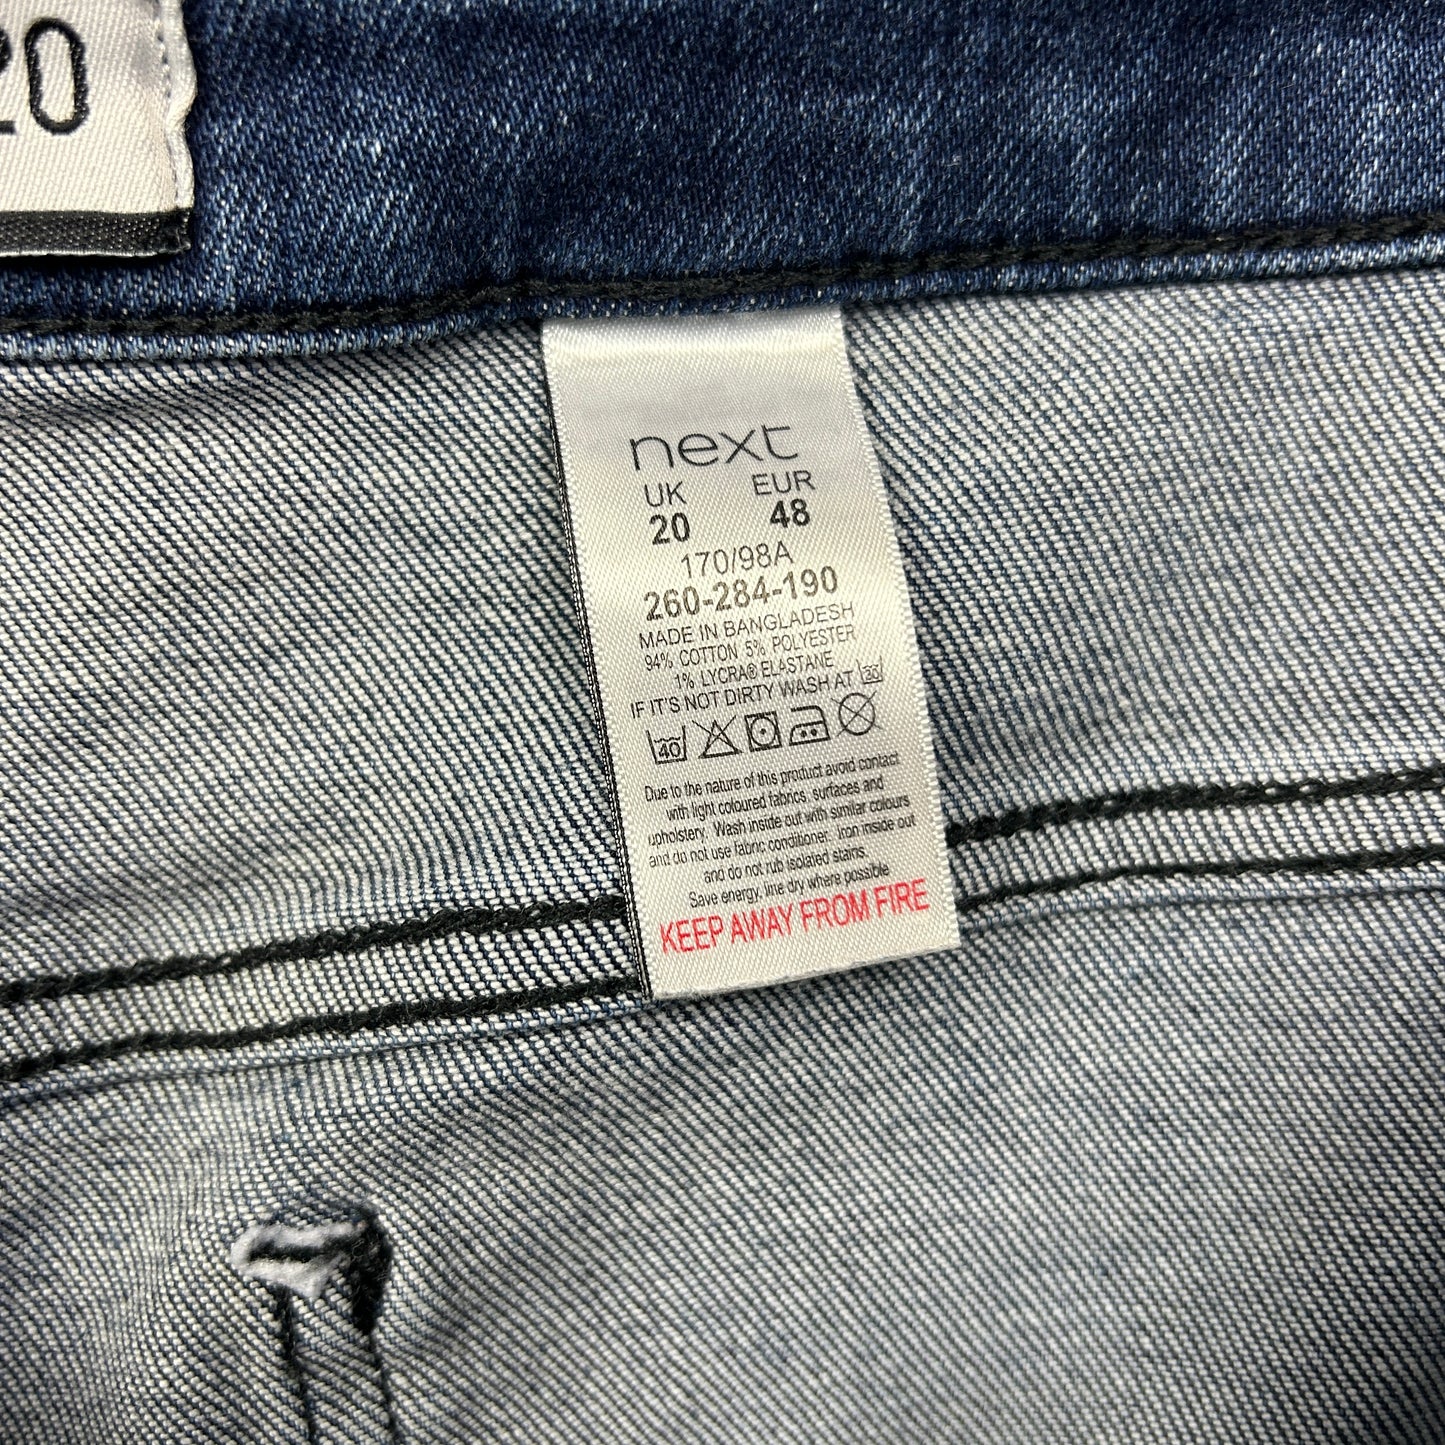 20
next
UK EUR
20 48
170/98A
260-284-190
MADE IN BANGLADESH
94% COTTON 5% POLYESTER
1% LYCRA® ELASTANE
IF IT'S NOT DIRTY WASH AT 30
40
Due to the nature of this product avoid contact
with light coloured fabrics, surfaces and
upholstery. Wash inside out with similar colours
and do not use fabric conditioner. Iron inside out
and do not rub isolated stains.
Save energy, line dry where possible
KEEP AWAY FROM FIRE